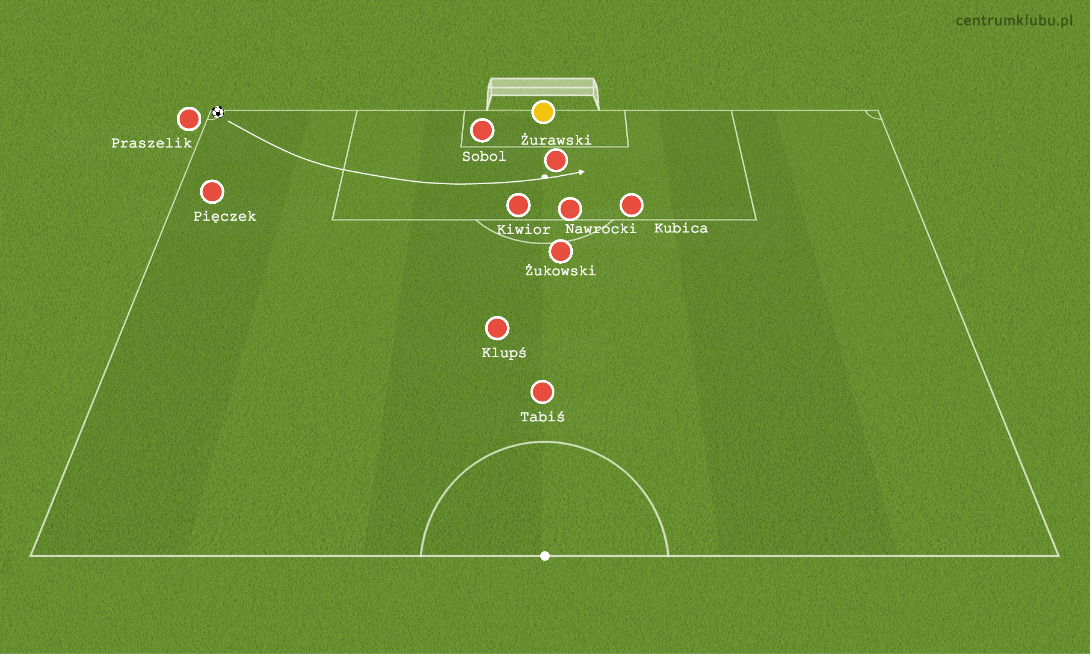 centrumklubu.pl
Praszelik
Żurawski
Sobol
Pięczek
Kiwior
Nawrocki
Kubica
Żukowski
Klupś
Tabiś